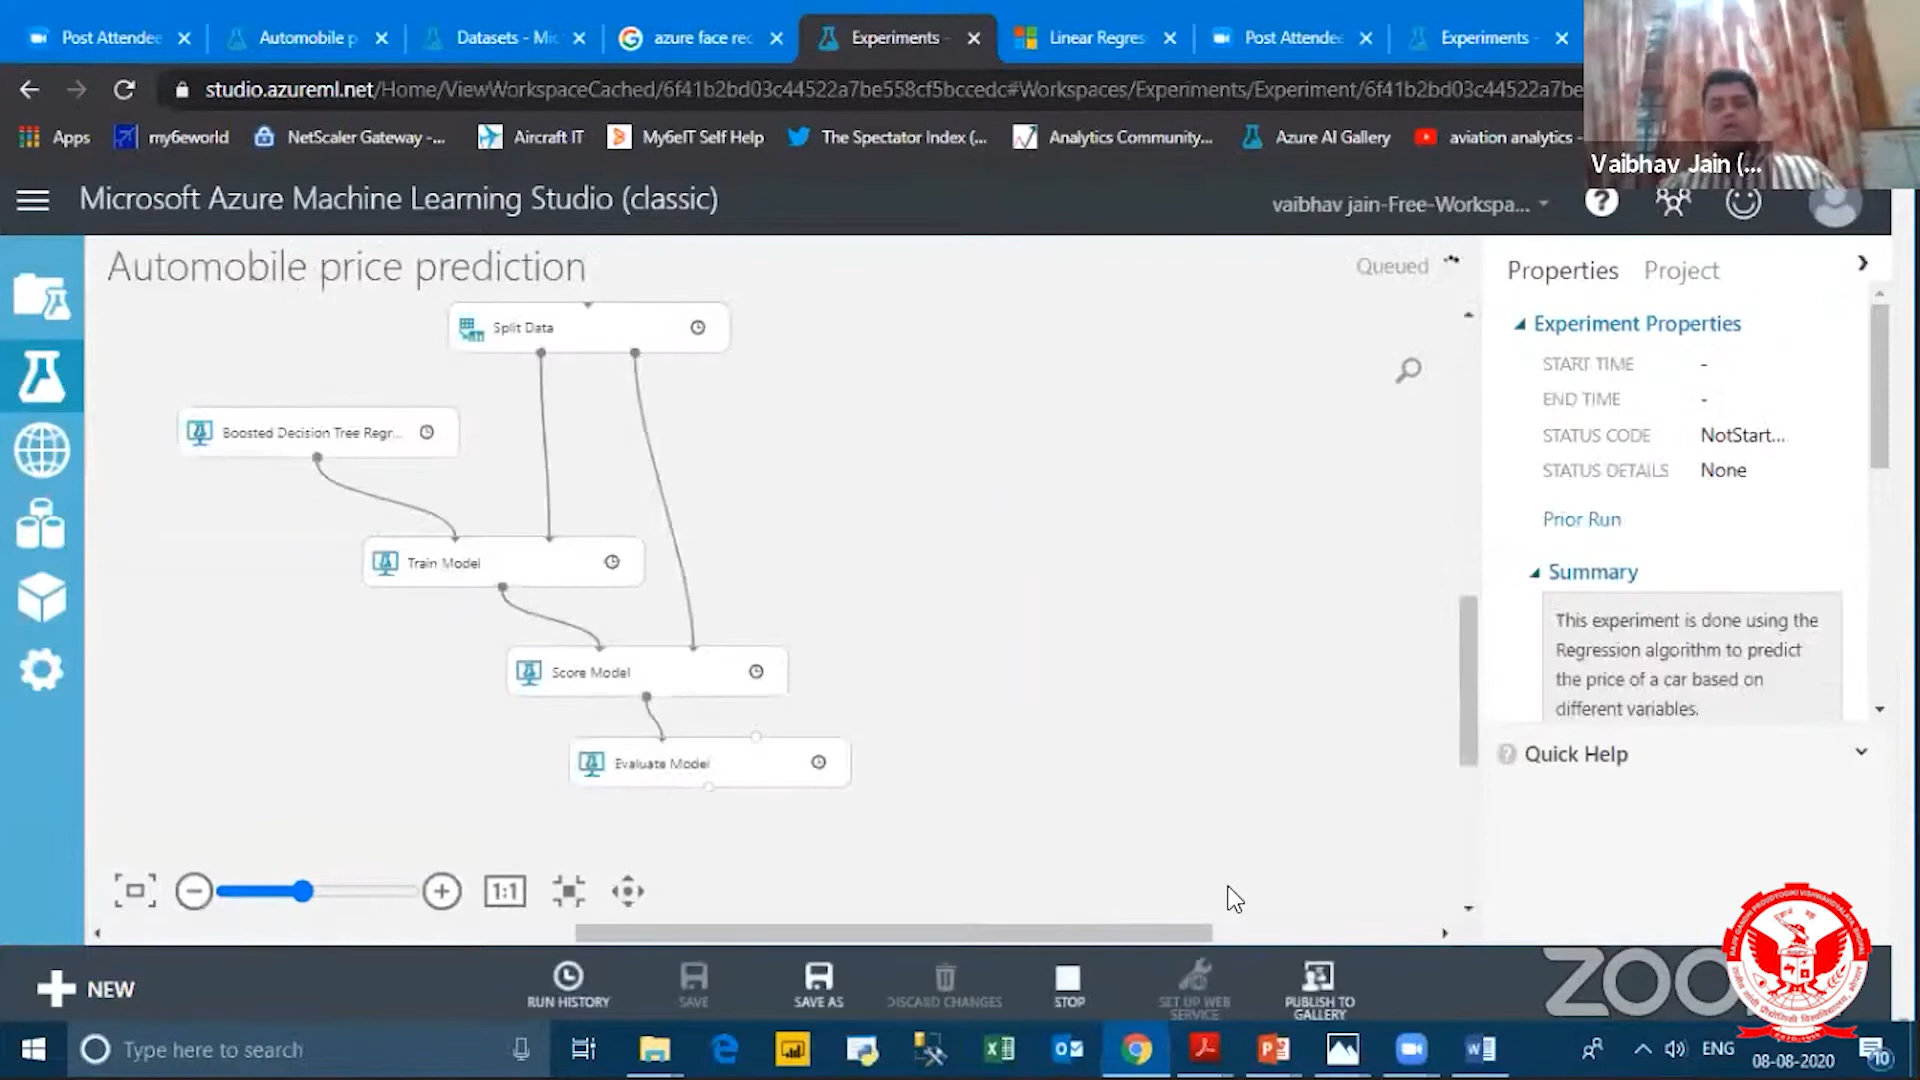 Post Attendee
Automobile p
Datasets - Mic
azure face rec
Experiments -
Linear Regres
Post Attende
Experiments -
studio.azureml.net/Home/ViewWorkspaceCached/6f41b2bd03c44522a7be558cf5bccedc#Workspaces/Experiments/Experiment/6f41b2bd03c44522a7be
Apps
my6eworld
NetScaler Gateway -...
Aircraft IT
My6eIT Self Help
The Spectator Index (...
Analytics Community...
Azure AI Gallery
aviation analytics -
Vaibhav Jain (...
Microsoft Azure Machine Learning Studio (classic)
vaibhav jain-Free-Workspa...
Automobile price prediction
Queued
Properties
Project
Experiment Properties
START TIME -
END TIME -
STATUS CODE NotStart...
STATUS DETAILS None
Prior Run
Summary
This experiment is done using the
Regression algorithm to predict
the price of a car based on
different variables.
Quick Help
Split Data
Boosted Decision Tree Regr...
Train Model
Score Model
Evaluate Model
1:1
NEW
RUN HISTORY
SAVE
SAVE AS
DISCARD CHANGES
STOP
SET UP WEB
SERVICE
PUBLISH TO
GALLERY
Type here to search
ENG
08-08-2020
10